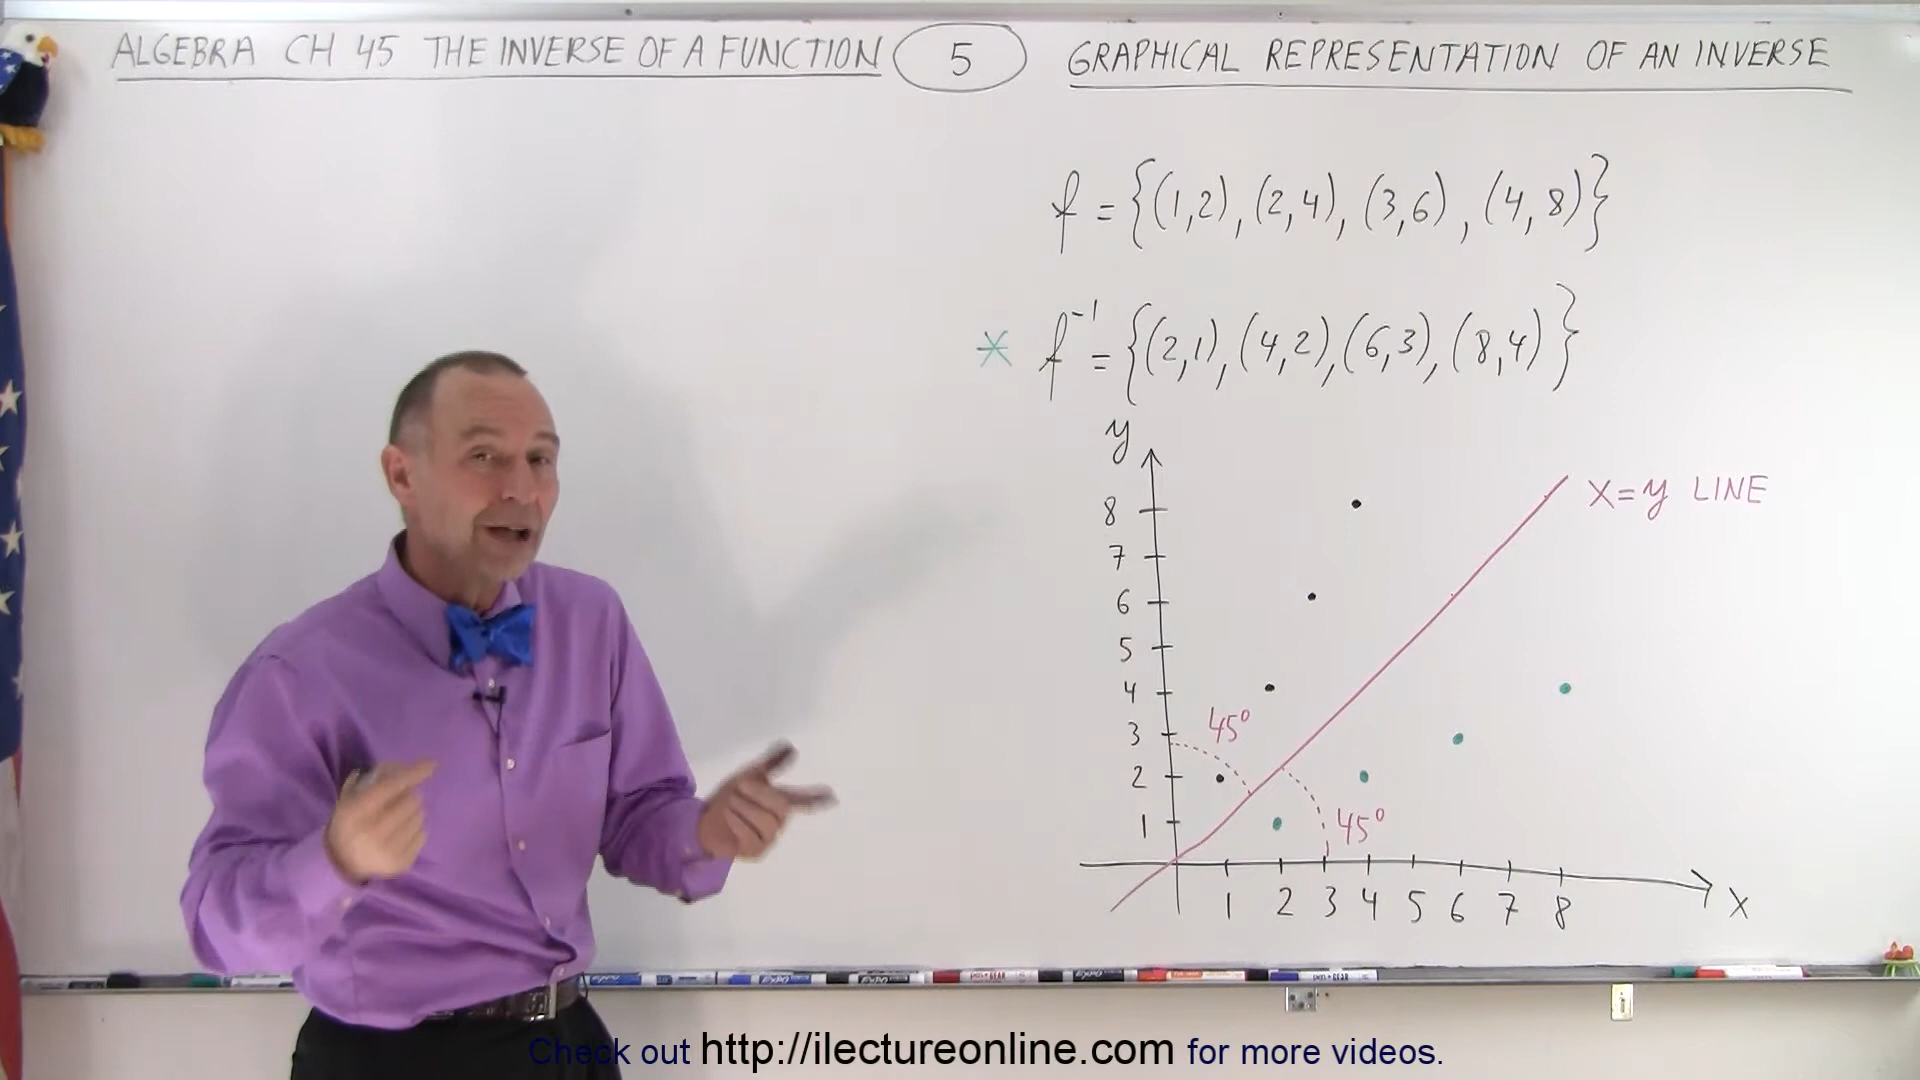 ALGEBRA CH 45 THE INVERSE OF A FUNCTION 5 GRAPHICAL REPRESENTATION OF AN INVERSE
f = {(1,2), (2,4), (3,6), (4,8)}
* f⁻¹ = {(2,1), (4,2), (6,3), (8,4)}
y
8
7
6
5
4
3
2
1
X=y LINE
45°
45°
1 2 3 4 5 6 7 8 X
Check out http://ilectureonline.com for more videos.